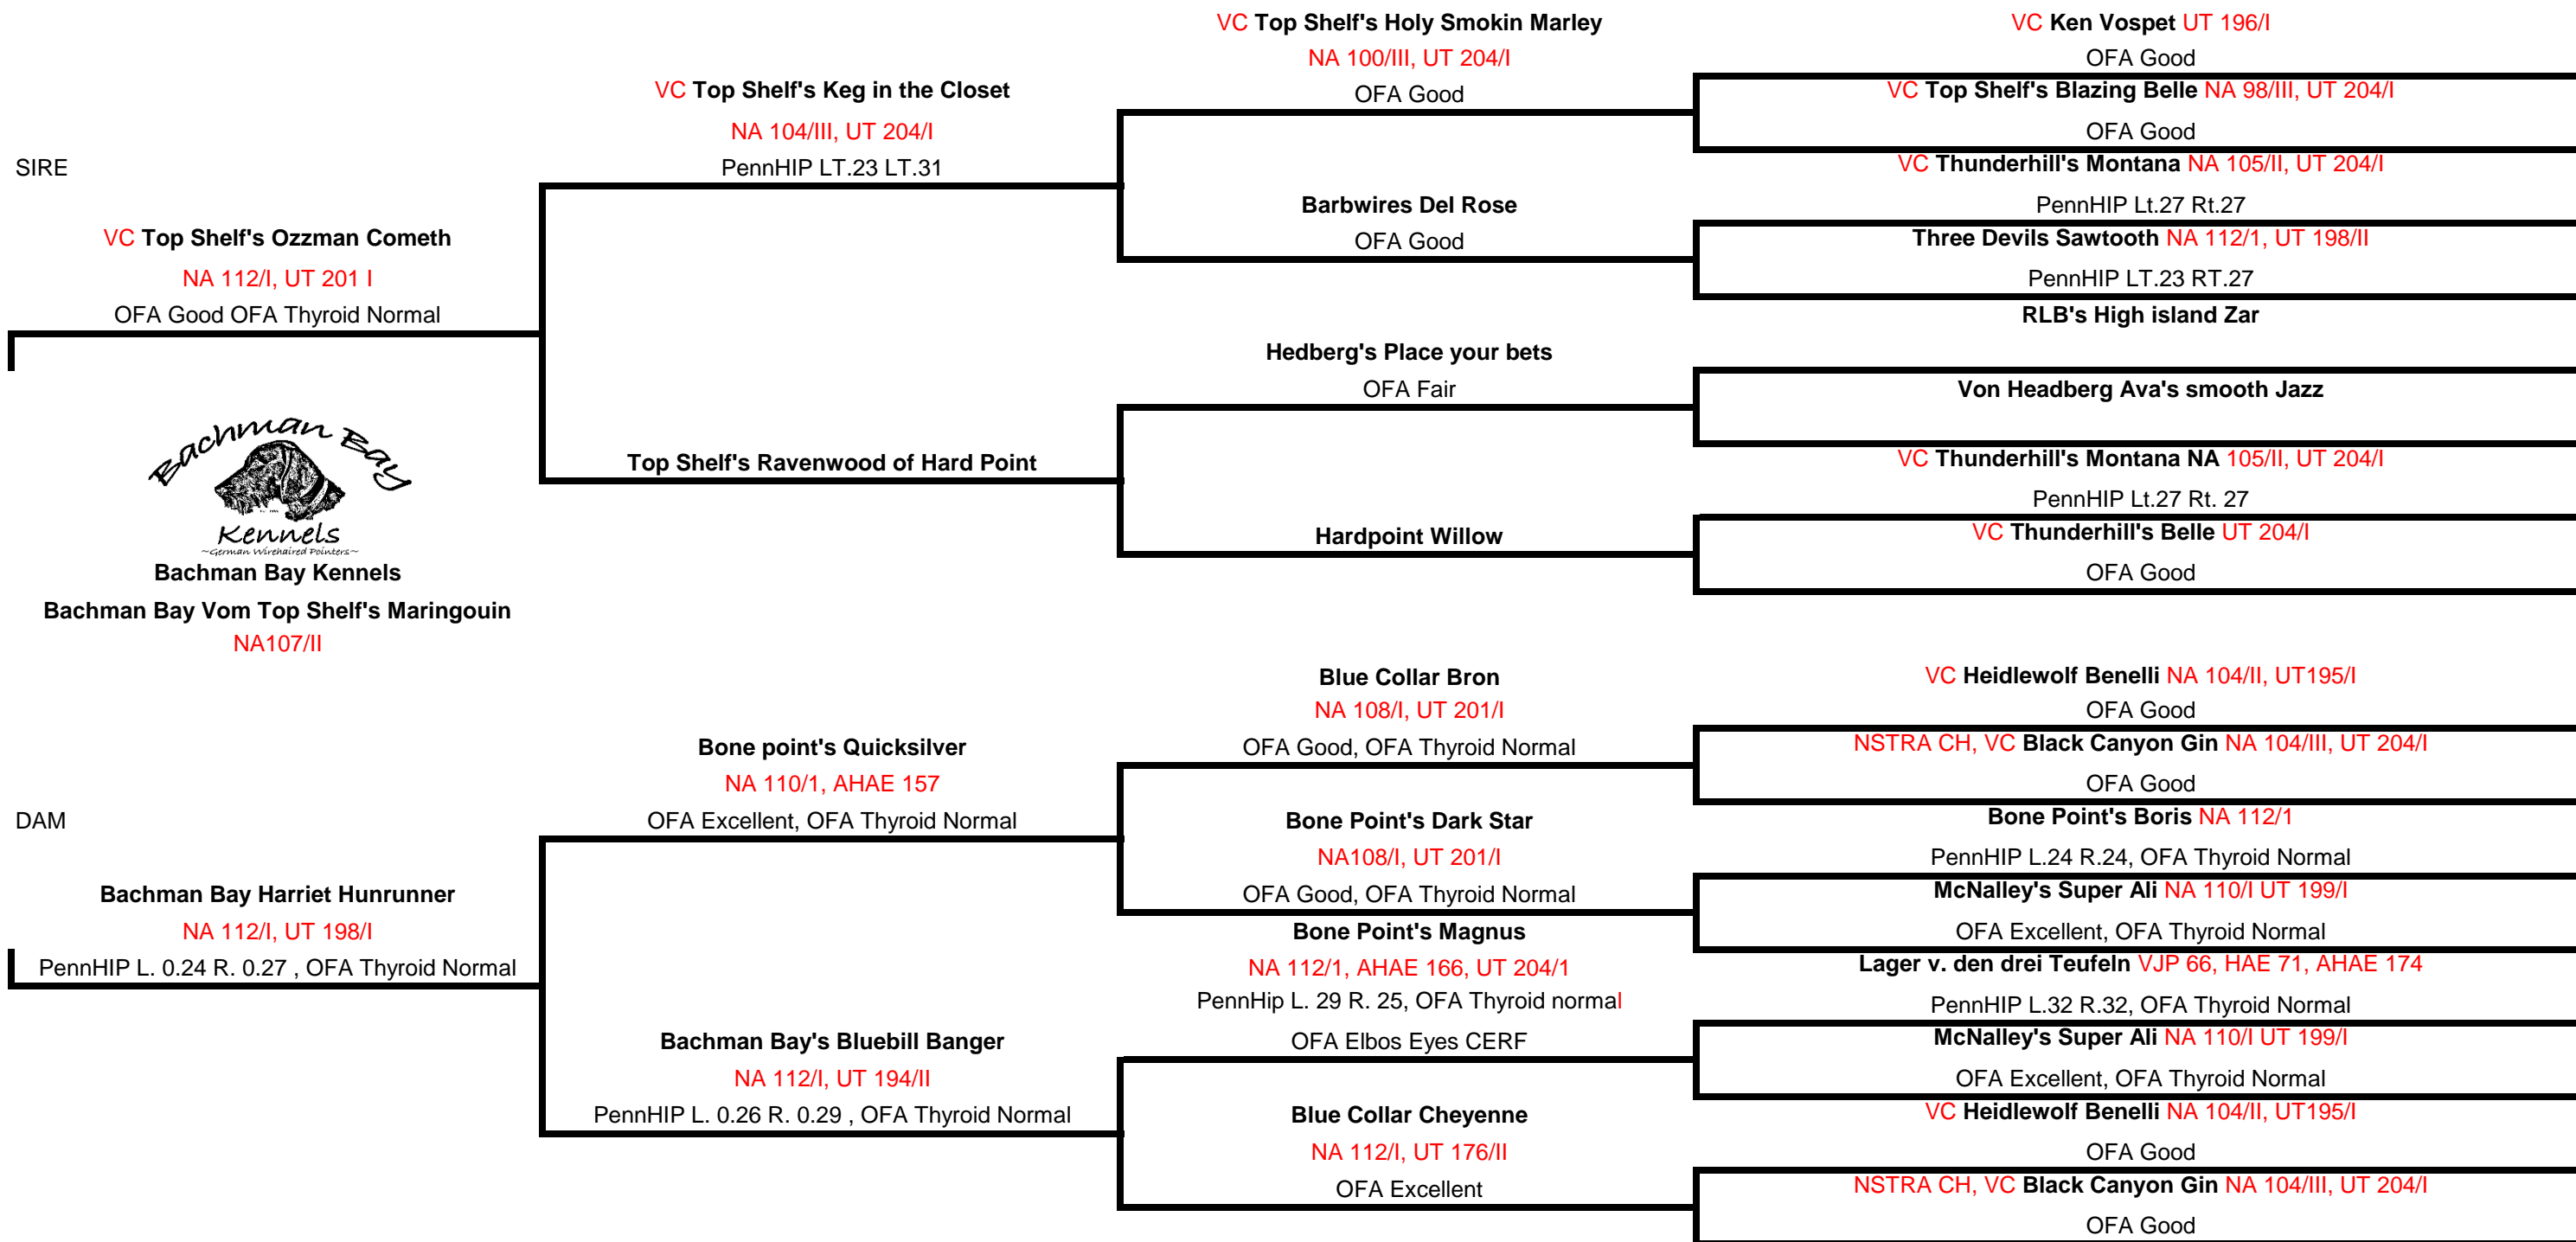 SIRE
VC Top Shelf's Ozzman Cometh
NA 112/I, UT 201 I
OFA Good OFA Thyroid Normal
Bachman Bay
Kennels
~German Wirehaired Pointers~
Bachman Bay Kennels
Bachman Bay Vom Top Shelf's Maringouin
NA107/II
DAM
Bachman Bay Harriet Hunrunner
NA 112/I, UT 198/I
PennHIP L. 0.24 R. 0.27 , OFA Thyroid Normal
VC Top Shelf's Keg in the Closet
NA 104/III, UT 204/I
PennHIP LT.23 LT.31
Top Shelf's Ravenwood of Hard Point
Bone point's Quicksilver
NA 110/1, AHAE 157
OFA Excellent, OFA Thyroid Normal
Bachman Bay's Bluebill Banger
NA 112/I, UT 194/II
PennHIP L. 0.26 R. 0.29 , OFA Thyroid Normal
VC Top Shelf's Holy Smokin Marley
NA 100/III, UT 204/I
OFA Good
Barbwires Del Rose
OFA Good
Hedberg's Place your bets
OFA Fair
Hardpoint Willow
Blue Collar Bron
NA 108/I, UT 201/I
OFA Good, OFA Thyroid Normal
Bone Point's Dark Star
NA108/I, UT 201/I
OFA Good, OFA Thyroid Normal
Bone Point's Magnus
NA 112/1, AHAE 166, UT 204/1
PennHip L. 29 R. 25, OFA Thyroid normal
OFA Elbos Eyes CERF
Blue Collar Cheyenne
NA 112/I, UT 176/II
OFA Excellent
VC Ken Vospet UT 196/I
OFA Good
VC Top Shelf's Blazing Belle NA 98/III, UT 204/I
OFA Good
VC Thunderhill's Montana NA 105/II, UT 204/I
PennHIP Lt.27 Rt.27
Three Devils Sawtooth NA 112/1, UT 198/II
PennHIP LT.23 RT.27
RLB's High island Zar
Von Headberg Ava's smooth Jazz
VC Thunderhill's Montana NA 105/II, UT 204/I
PennHIP Lt.27 Rt. 27
VC Thunderhill's Belle UT 204/I
OFA Good
VC Heidlewolf Benelli NA 104/II, UT195/I
OFA Good
NSTRA CH, VC Black Canyon Gin NA 104/III, UT 204/I
OFA Good
Bone Point's Boris NA 112/1
PennHIP L.24 R.24, OFA Thyroid Normal
McNalley's Super Ali NA 110/I UT 199/I
OFA Excellent, OFA Thyroid Normal
Lager v. den drei Teufeln VJP 66, HAE 71, AHAE 174
PennHIP L.32 R.32, OFA Thyroid Normal
McNalley's Super Ali NA 110/I UT 199/I
OFA Excellent, OFA Thyroid Normal
VC Heidlewolf Benelli NA 104/II, UT195/I
OFA Good
NSTRA CH, VC Black Canyon Gin NA 104/III, UT 204/I
OFA Good